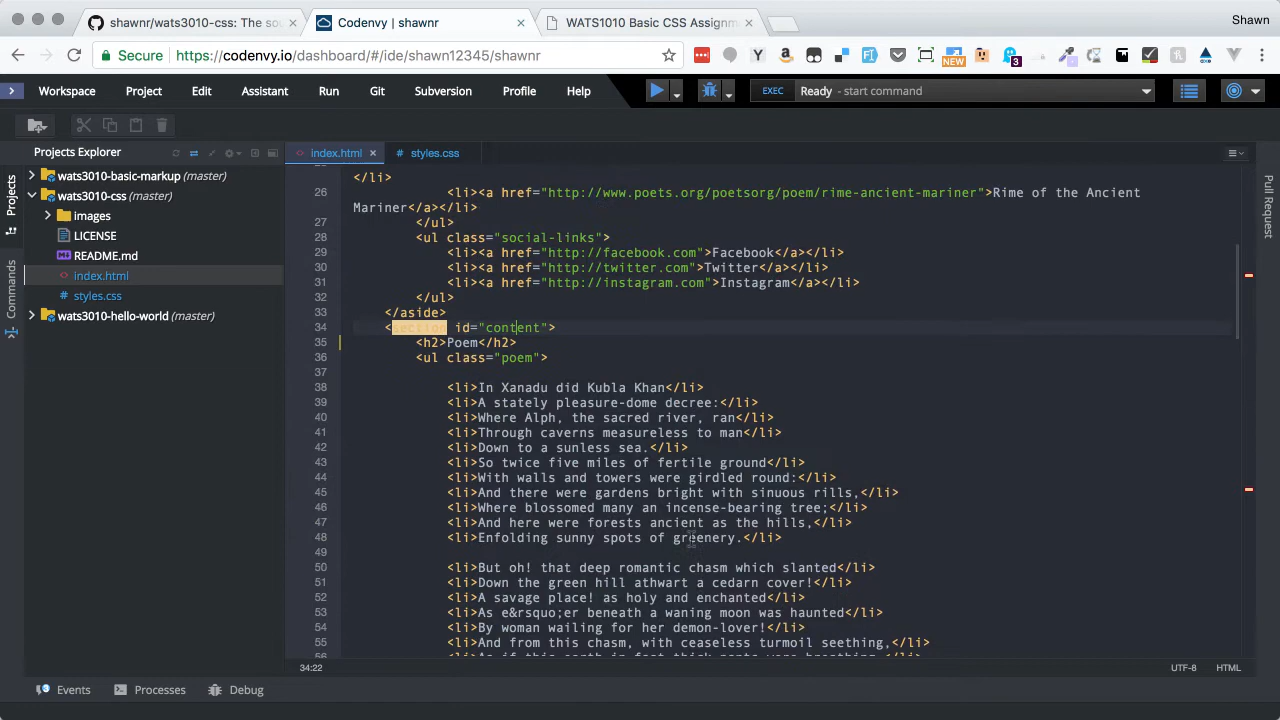 shawnr/wats3010-css: The sou
Codenvy | shawnr
WATS1010 Basic CSS Assignm
Shawn
Secure
https://codenvy.io/dashboard/#/ide/shawn12345/shawnr
NEW
3
Workspace Project Edit Assistant Run Git Subversion Profile Help
EXEC Ready - start command
Projects Explorer
index.html
styles.css
Projects
Commands
Pull Request
wats3010-basic-markup (master)
wats3010-css (master)
images
LICENSE
README.md
index.html
styles.css
wats3010-hello-world (master)
</li>
26 <li><a href="http://www.poets.org/poetsorg/poem/rime-ancient-mariner">Rime of the Ancient
Mariner</a></li>
27 </ul>
28 <ul class="social-links">
29 <li><a href="http://facebook.com">Facebook</a></li>
30 <li><a href="http://twitter.com">Twitter</a></li>
31 <li><a href="http://instagram.com">Instagram</a></li>
32 </ul>
33 </aside>
34 <section id="content">
35 <h2>Poem</h2>
36 <ul class="poem">
37
38 <li>In Xanadu did Kubla Khan</li>
39 <li>A stately pleasure-dome decree:</li>
40 <li>Where Alph, the sacred river, ran</li>
41 <li>Through caverns measureless to man</li>
42 <li>Down to a sunless sea.</li>
43 <li>So twice five miles of fertile ground</li>
44 <li>With walls and towers were girdled round:</li>
45 <li>And there were gardens bright with sinuous rills,</li>
46 <li>Where blossomed many an incense-bearing tree;</li>
47 <li>And here were forests ancient as the hills,</li>
48 <li>Enfolding sunny spots of greenery.</li>
49
50 <li>But oh! that deep romantic chasm which slanted</li>
51 <li>Down the green hill athwart a cedarn cover!</li>
52 <li>A savage place! as holy and enchanted</li>
53 <li>As e&rsquo;er beneath a waning moon was haunted</li>
54 <li>By woman wailing for her demon-lover!</li>
55 <li>And from this chasm, with ceaseless turmoil seething,</li>
34:22
UTF-8
HTML
Events
Processes
Debug